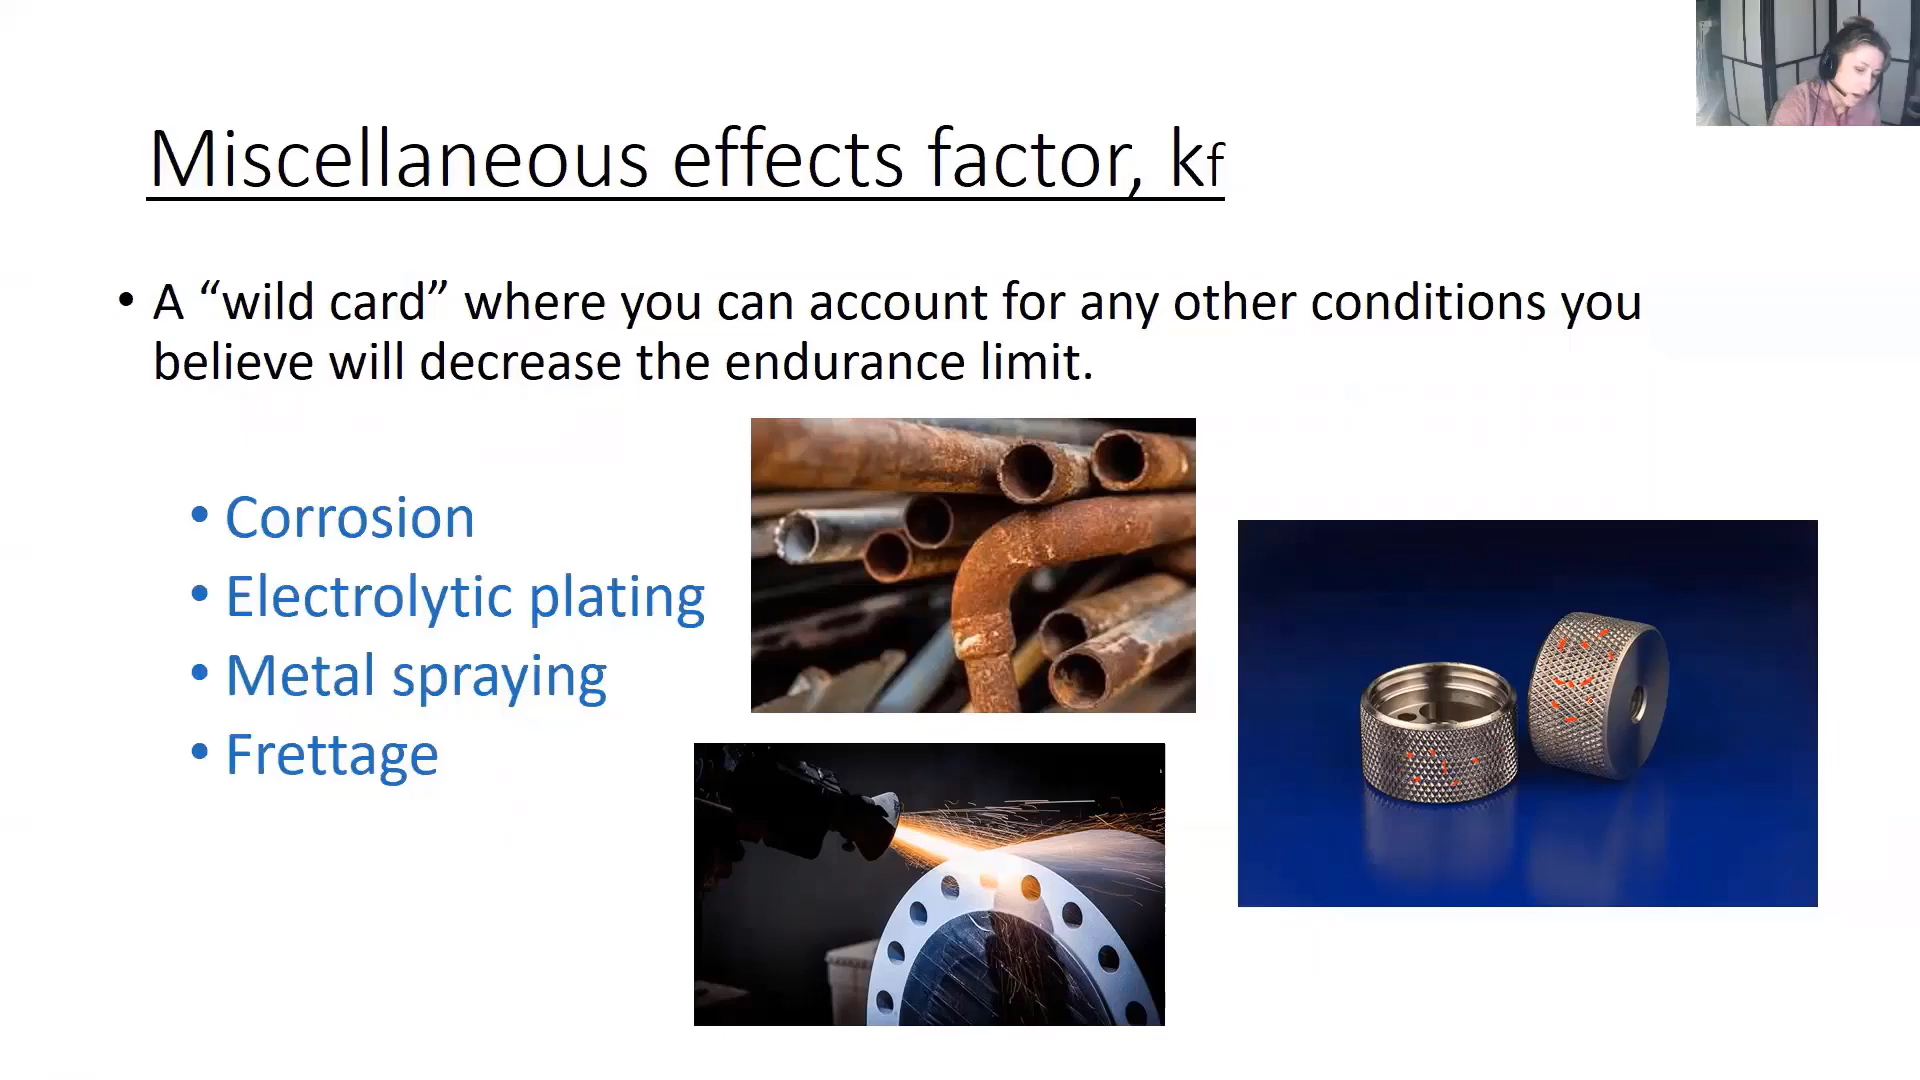 Miscellaneous effects factor, kf
• A “wild card” where you can account for any other conditions you
believe will decrease the endurance limit.
• Corrosion
• Electrolytic plating
• Metal spraying
• Frettage